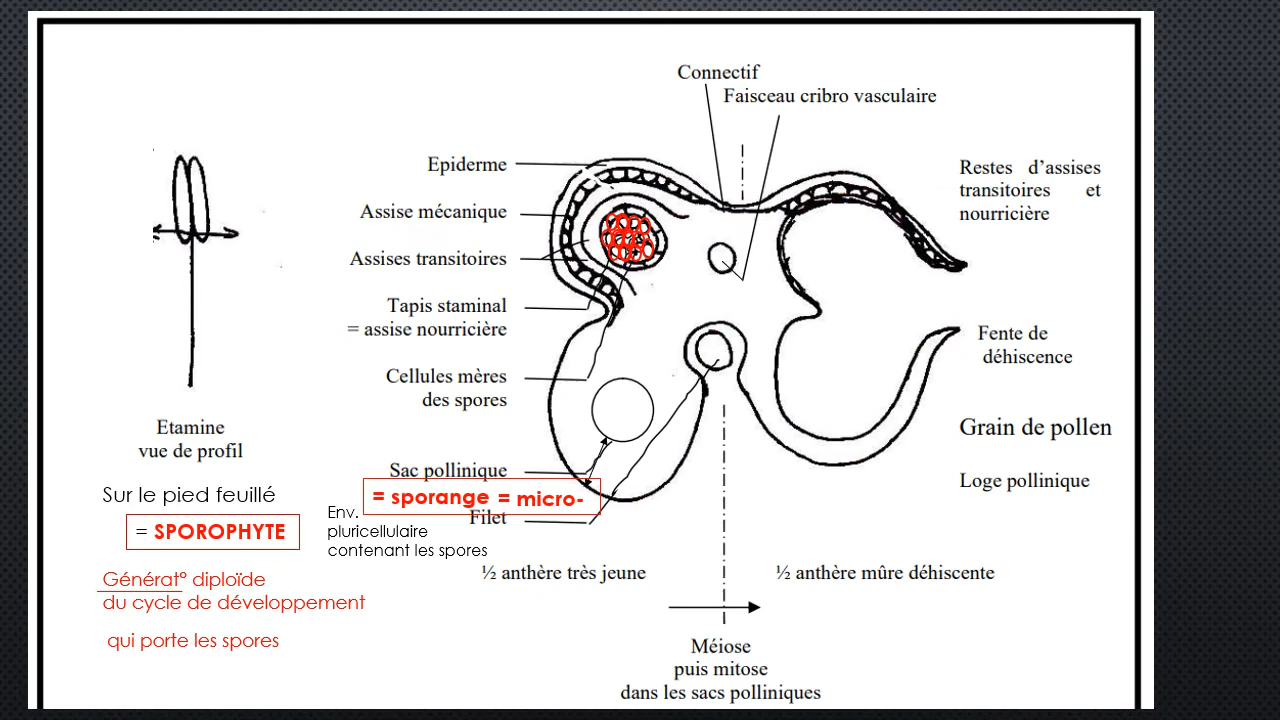 Connectif
Faisceau cribro vasculaire
Epiderme
Assise mécanique
Assises transitoires
Tapis staminal
= assise nourricière
Cellules mères
des spores
Sac pollinique
= sporange = micro-
Filet
Restes d’assises
transitoires et
nourricière
Fente de
déhiscence
Grain de pollen
Loge pollinique
Etamine
vue de profil
Sur le pied feuillé
= SPOROPHYTE
Env.
pluricellulaire
contenant les spores
Générat° diploïde
du cycle de développement
qui porte les spores
½ anthère très jeune
½ anthère mûre déhiscente
Méiose
puis mitose
dans les sacs polliniques